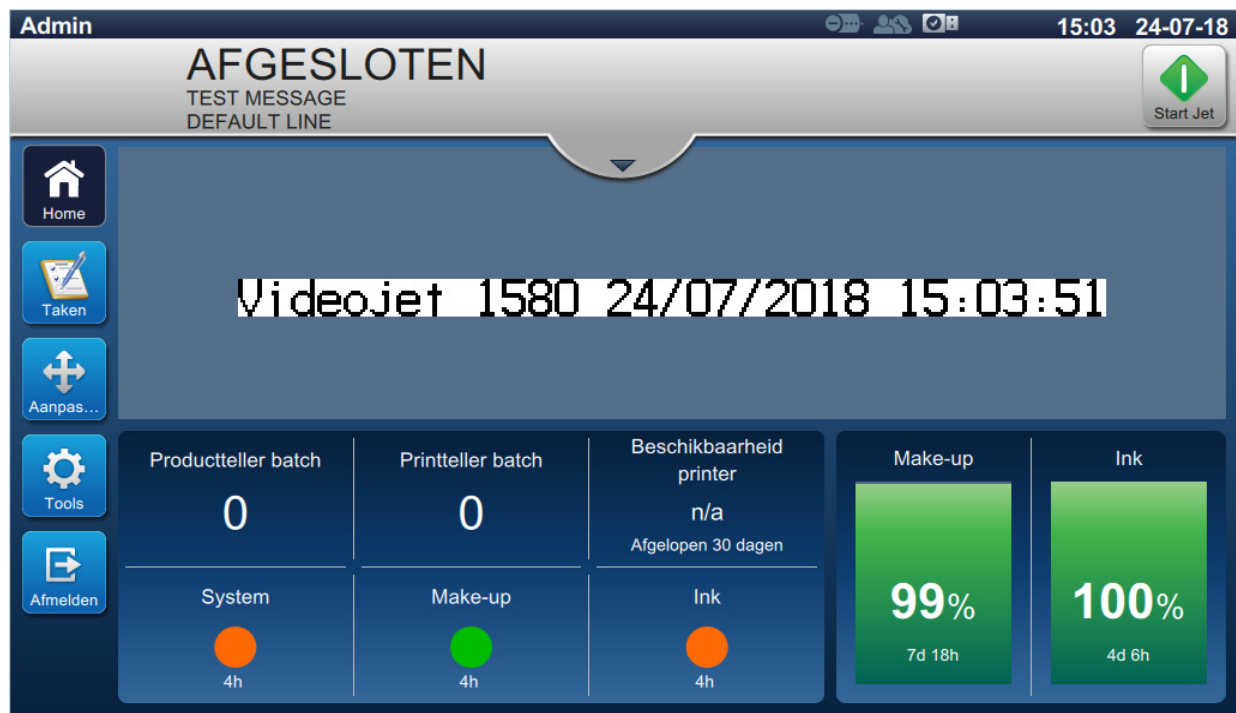 Admin
15:03 24-07-18
AFGESLOTEN
TEST MESSAGE
DEFAULT LINE
Start Jet
Home
Taken
Aanpas...
Tools
Afmelden
Videojet 1580 24/07/2018 15:03:51
Productteller batch
0
Printteller batch
0
Beschikbaarheid
printer
n/a
Afgelopen 30 dagen
System
4h
Make-up
4h
Ink
4h
Make-up
99%
7d 18h
Ink
100%
4d 6h